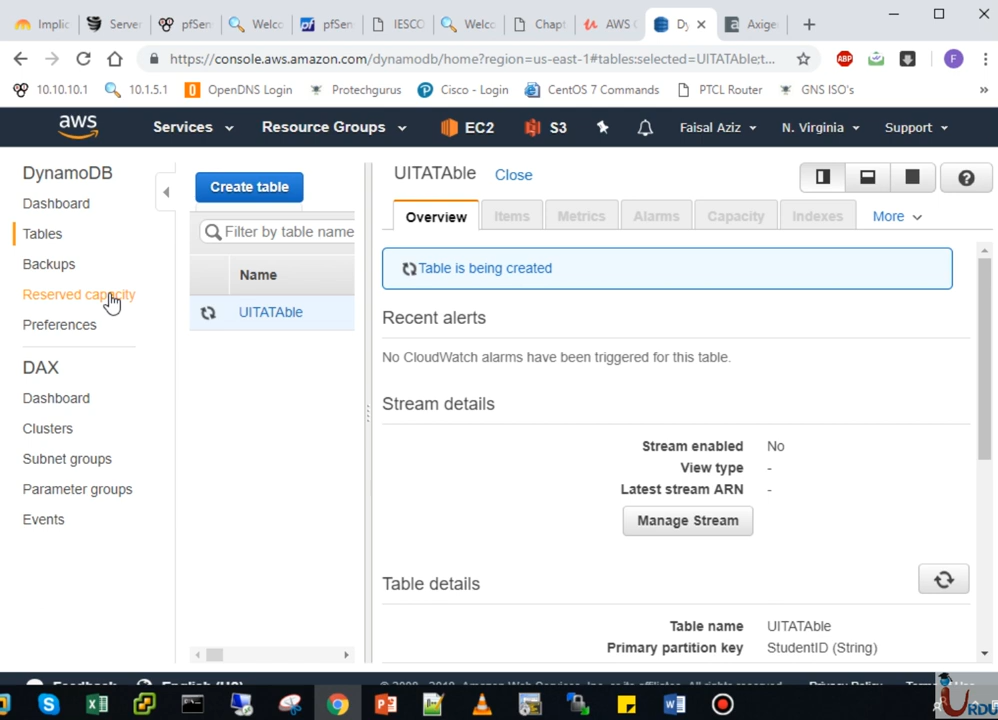 Implic
Server
pfSen
Welco
pfSen
IESCO
Welco
Chapt
AWS
Dy
Axige
https://console.aws.amazon.com/dynamodb/home?region=us-east-1#tables:selected=UITATAble;t...
ABP
F
10.10.10.1
10.1.5.1
OpenDNS Login
Protechgurus
Cisco - Login
CentOS 7 Commands
PTCL Router
GNS ISO's
»
aws
Services
Resource Groups
EC2
S3
Faisal Aziz
N. Virginia
Support
DynamoDB
Dashboard
Tables
Backups
Reserved capacity
Preferences
DAX
Dashboard
Clusters
Subnet groups
Parameter groups
Events
Create table
Filter by table name
Name
UITATAble
UITATAble
Close
Overview
Items
Metrics
Alarms
Capacity
Indexes
More
Table is being created
Recent alerts
No CloudWatch alarms have been triggered for this table.
Stream details
Stream enabled No
View type -
Latest stream ARN -
Manage Stream
Table details
Table name UITATAble
Primary partition key StudentID (String)
Feedback
English (US)
URDU